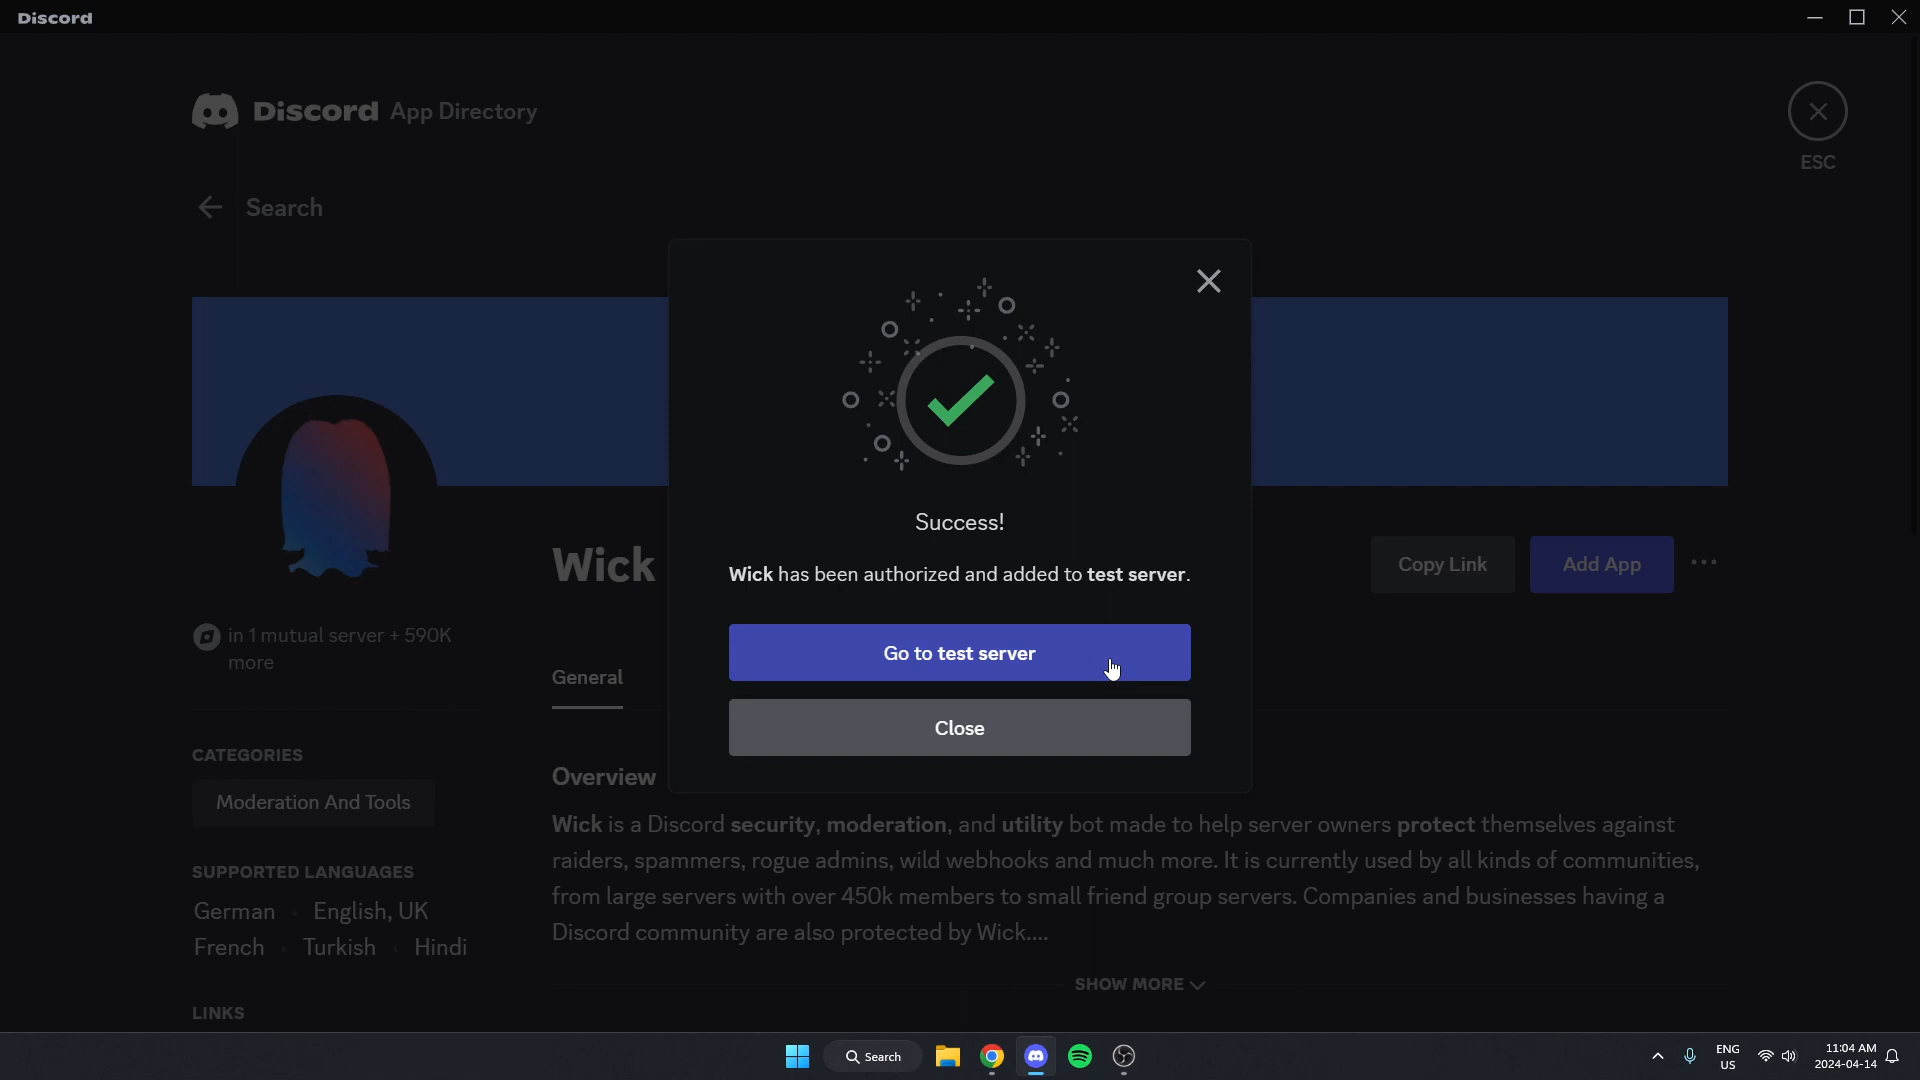 Discord
Discord App Directory
ESC
Search
Success!
Wick
Wick has been authorized and added to test server.
Copy Link
Add App
in 1 mutual server + 590K
more
Go to test server
General
Close
CATEGORIES
Moderation And Tools
Overview
Wick is a Discord security, moderation, and utility bot made to help server owners protect themselves against
raiders, spammers, rogue admins, wild webhooks and much more. It is currently used by all kinds of communities,
from large servers with over 450k members to small friend group servers. Companies and businesses having a
Discord community are also protected by Wick....
SUPPORTED LANGUAGES
German · English, UK
French · Turkish · Hindi
SHOW MORE
LINKS
Search
ENG
US
11:04 AM
2024-04-14